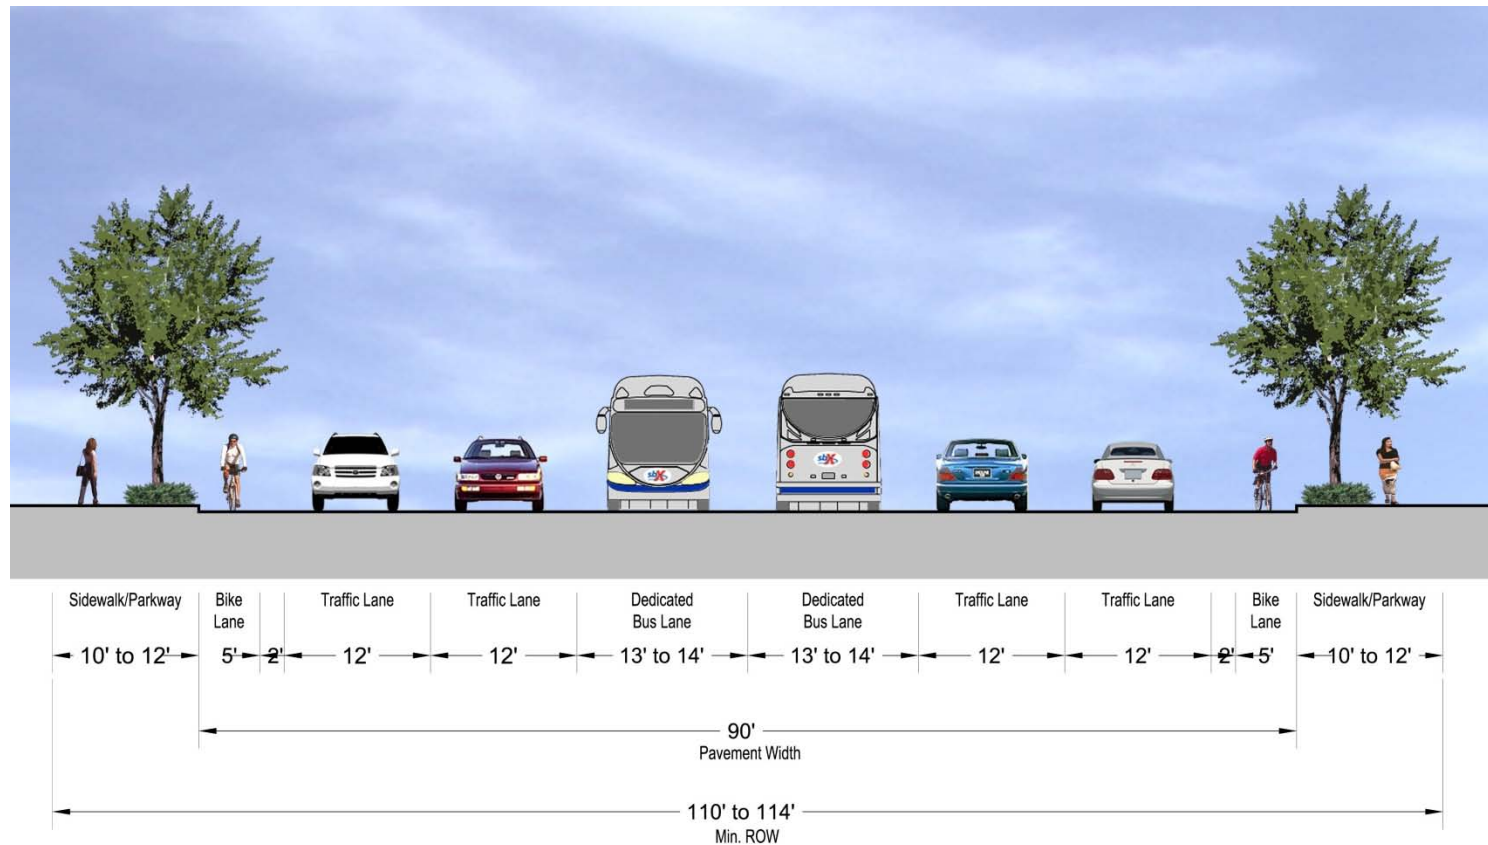 sbX
sbX
Sidewalk/Parkway
Bike
Lane
Traffic Lane
Traffic Lane
Dedicated
Bus Lane
Dedicated
Bus Lane
Traffic Lane
Traffic Lane
Bike
Lane
Sidewalk/Parkway
10' to 12'
5'
2'
12'
12'
13' to 14'
13' to 14'
12'
12'
2'
5'
10' to 12'
90'
Pavement Width
110' to 114'
Min. ROW